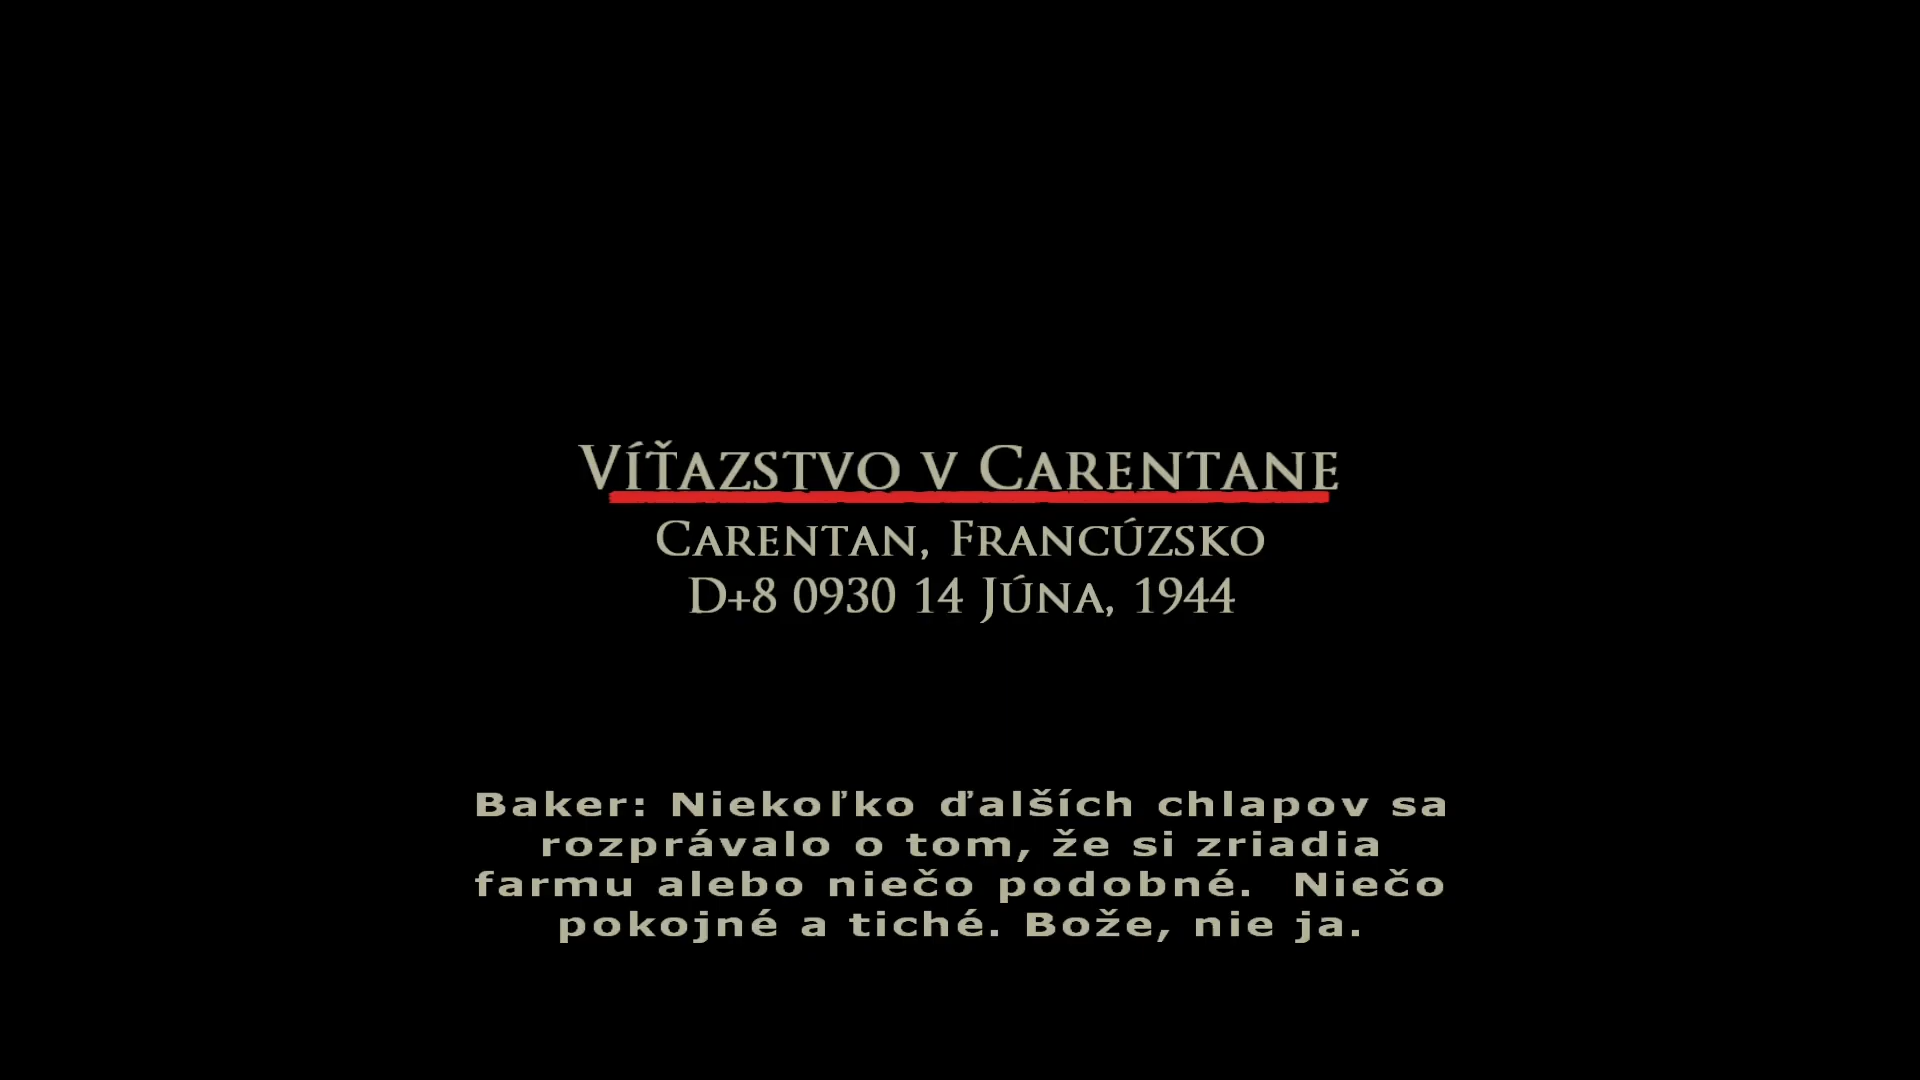 Víťazstvo v Carentane
Carentan, Francúzsko
D+8 0930 14 Júna, 1944
Baker: Niekoľko ďalších chlapov sa
rozprávalo o tom, že si zriadia
farmu alebo niečo podobné.  Niečo
pokojné a tiché. Bože, nie ja.